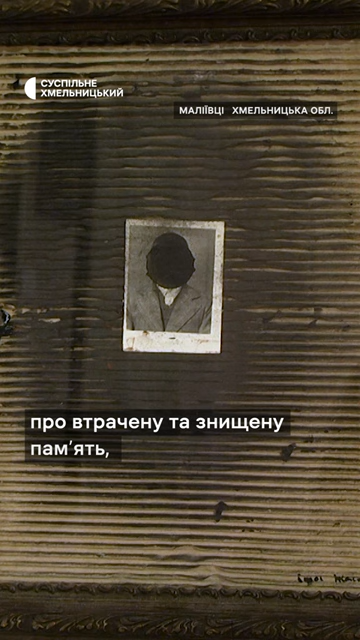 СУСПІЛЬНЕ
ХМЕЛЬНИЦЬКИЙ
МАЛІЇВЦІ ХМЕЛЬНИЦЬКА ОБЛ.
про втрачену та знищену
пам’ять,